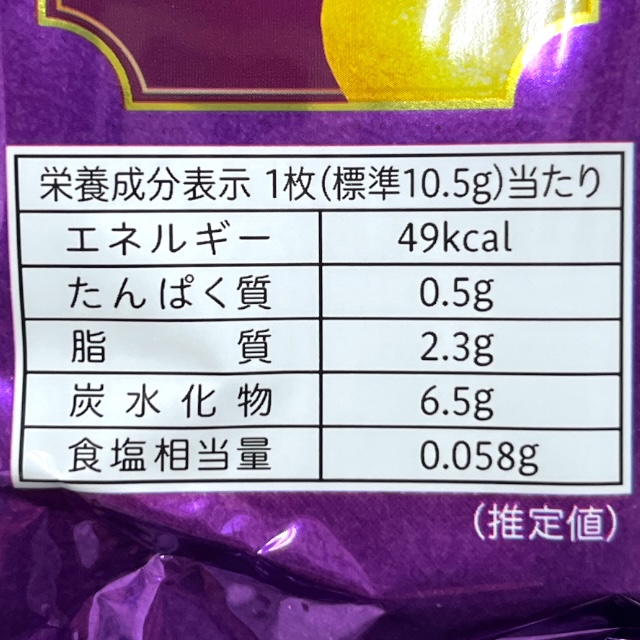 栄養成分表示 1枚(標準10.5g)当たり
エネルギー 49kcal
たんぱく質 0.5g
脂質 2.3g
炭水化物 6.5g
食塩相当量 0.058g
(推定値)